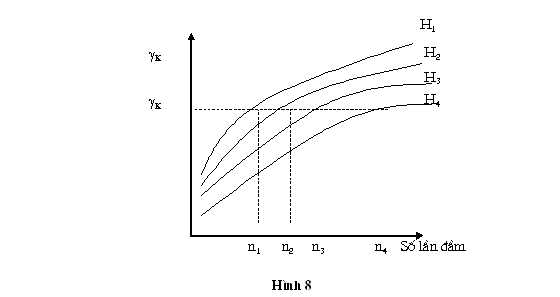 H₁
γₖ
H₂
H₃
γₖ
H₄
n₁ n₂ n₃ n₄ Số lần đầm
Hình 8